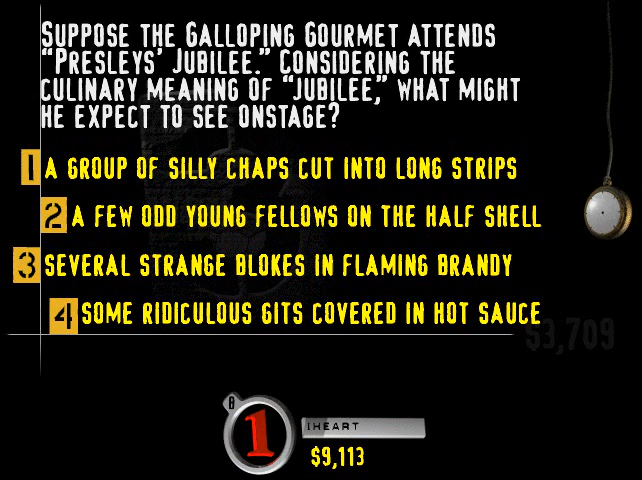 SUPPOSE THE GALLOPING GOURMET ATTENDS
"PRESLEYS' JUBILEE." CONSIDERING THE
CULINARY MEANING OF "JUBILEE," WHAT MIGHT
HE EXPECT TO SEE ONSTAGE?
1 A GROUP OF SILLY CHAPS CUT INTO LONG STRIPS
2 A FEW ODD YOUNG FELLOWS ON THE HALF SHELL
3 SEVERAL STRANGE BLOKES IN FLAMING BRANDY
4 SOME RIDICULOUS GITS COVERED IN HOT SAUCE
$3,709
1
IHEART
$9,113